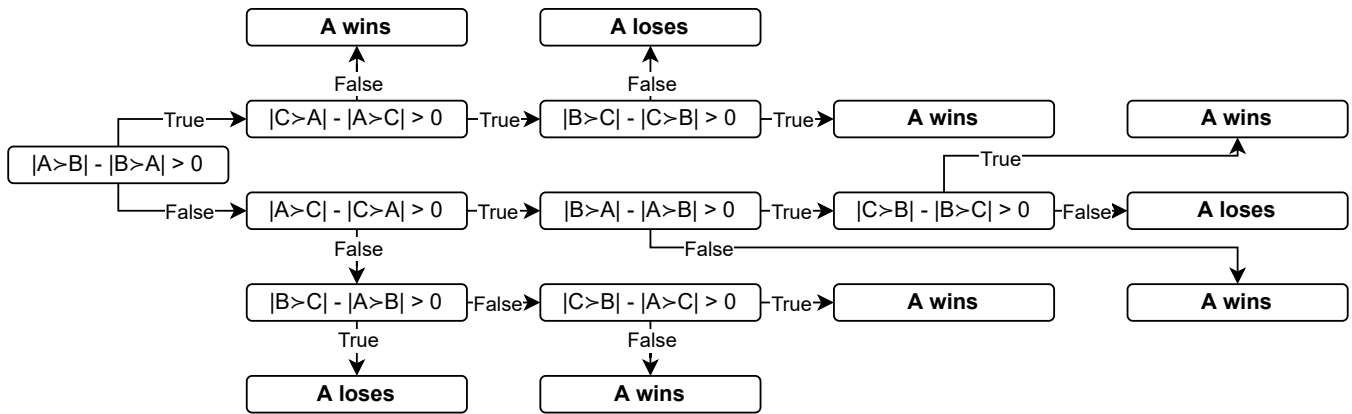 A wins
A loses
False
False
|C≻A| - |A≻C| > 0
|B≻C| - |C≻B| > 0
A wins
A wins
True
True
True
|A≻B| - |B≻A| > 0
True
False
|A≻C| - |C≻A| > 0
True
|B≻A| - |A≻B| > 0
True
|C≻B| - |B≻C| > 0
False
A loses
False
False
|B≻C| - |A≻B| > 0
False
|C≻B| - |A≻C| > 0
True
A wins
A wins
True
False
A loses
A wins